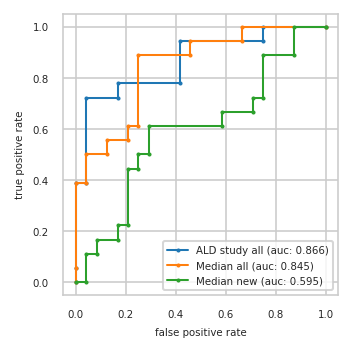 1.0
0.8
0.6
0.4
0.2
0.0
true positive rate
ALD study all (auc: 0.866)
Median all (auc: 0.845)
Median new (auc: 0.595)
0.0 0.2 0.4 0.6 0.8 1.0
false positive rate